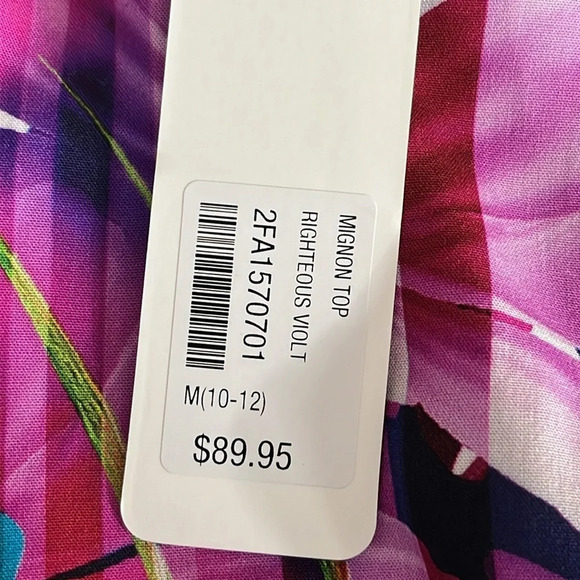 MIGNON TOP
RIGHTEOUS VIOLT
2FA1570701
M(10-12)
$89.95